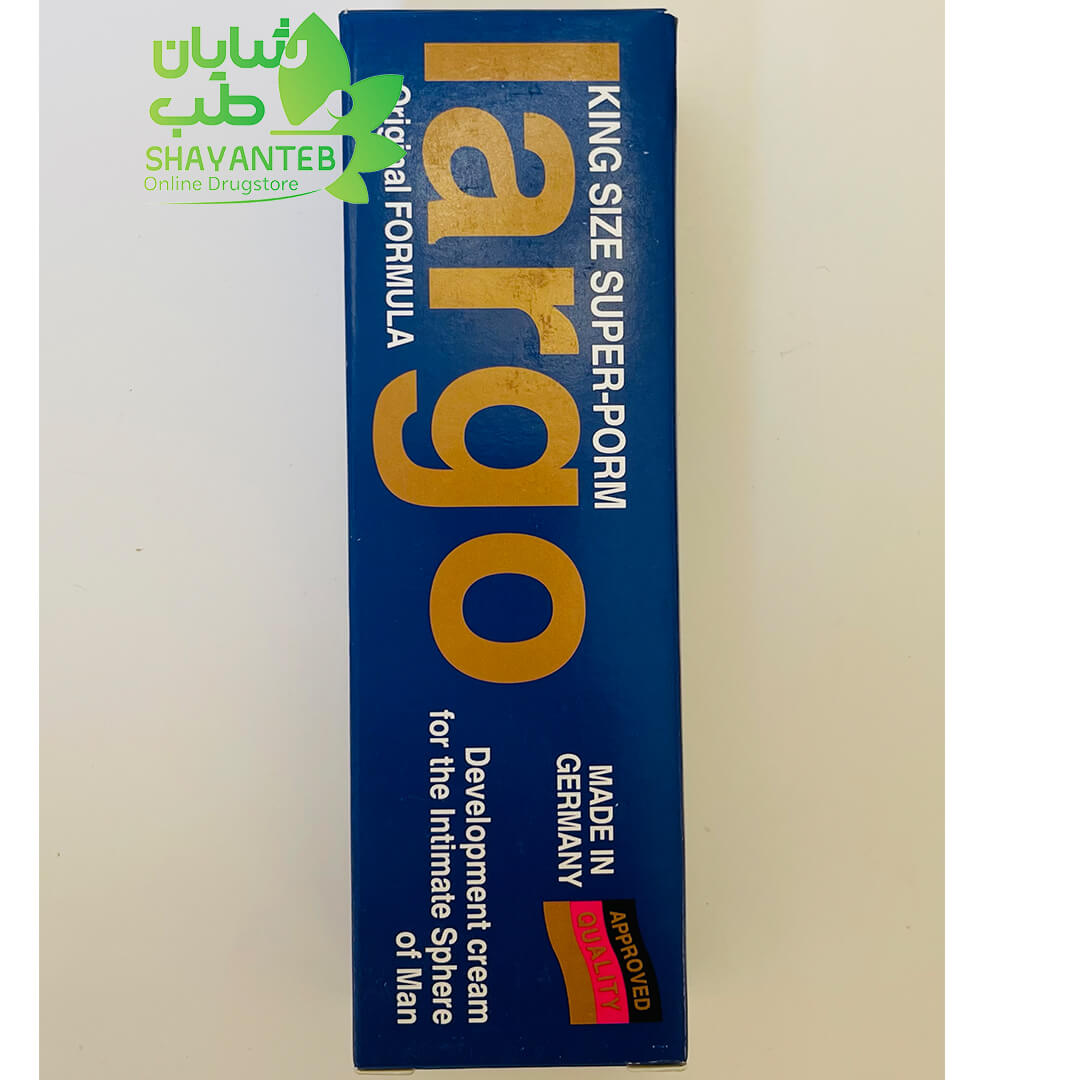 شایان
طب
SHAYANTEB
Online Drugstore
KING SIZE SUPER-PORM
largo
Original FORMULA
MADE IN
GERMANY
APPROVED
QUALITY
Development cream
for the Intimate Sphere
of Man